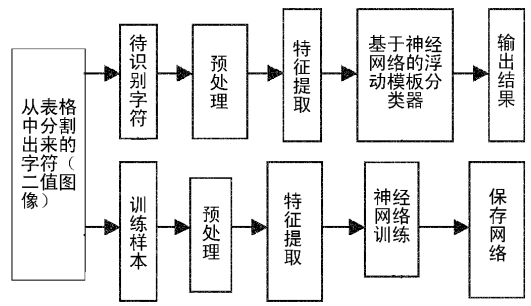 从表格
中分割
出来的
字符（
二值图
像）
待识别字符
预处理
特征提取
基于神经
网络的浮
动模板分
类器
输出结果
训练样本
预处理
特征提取
神经
网络
训练
保存网络